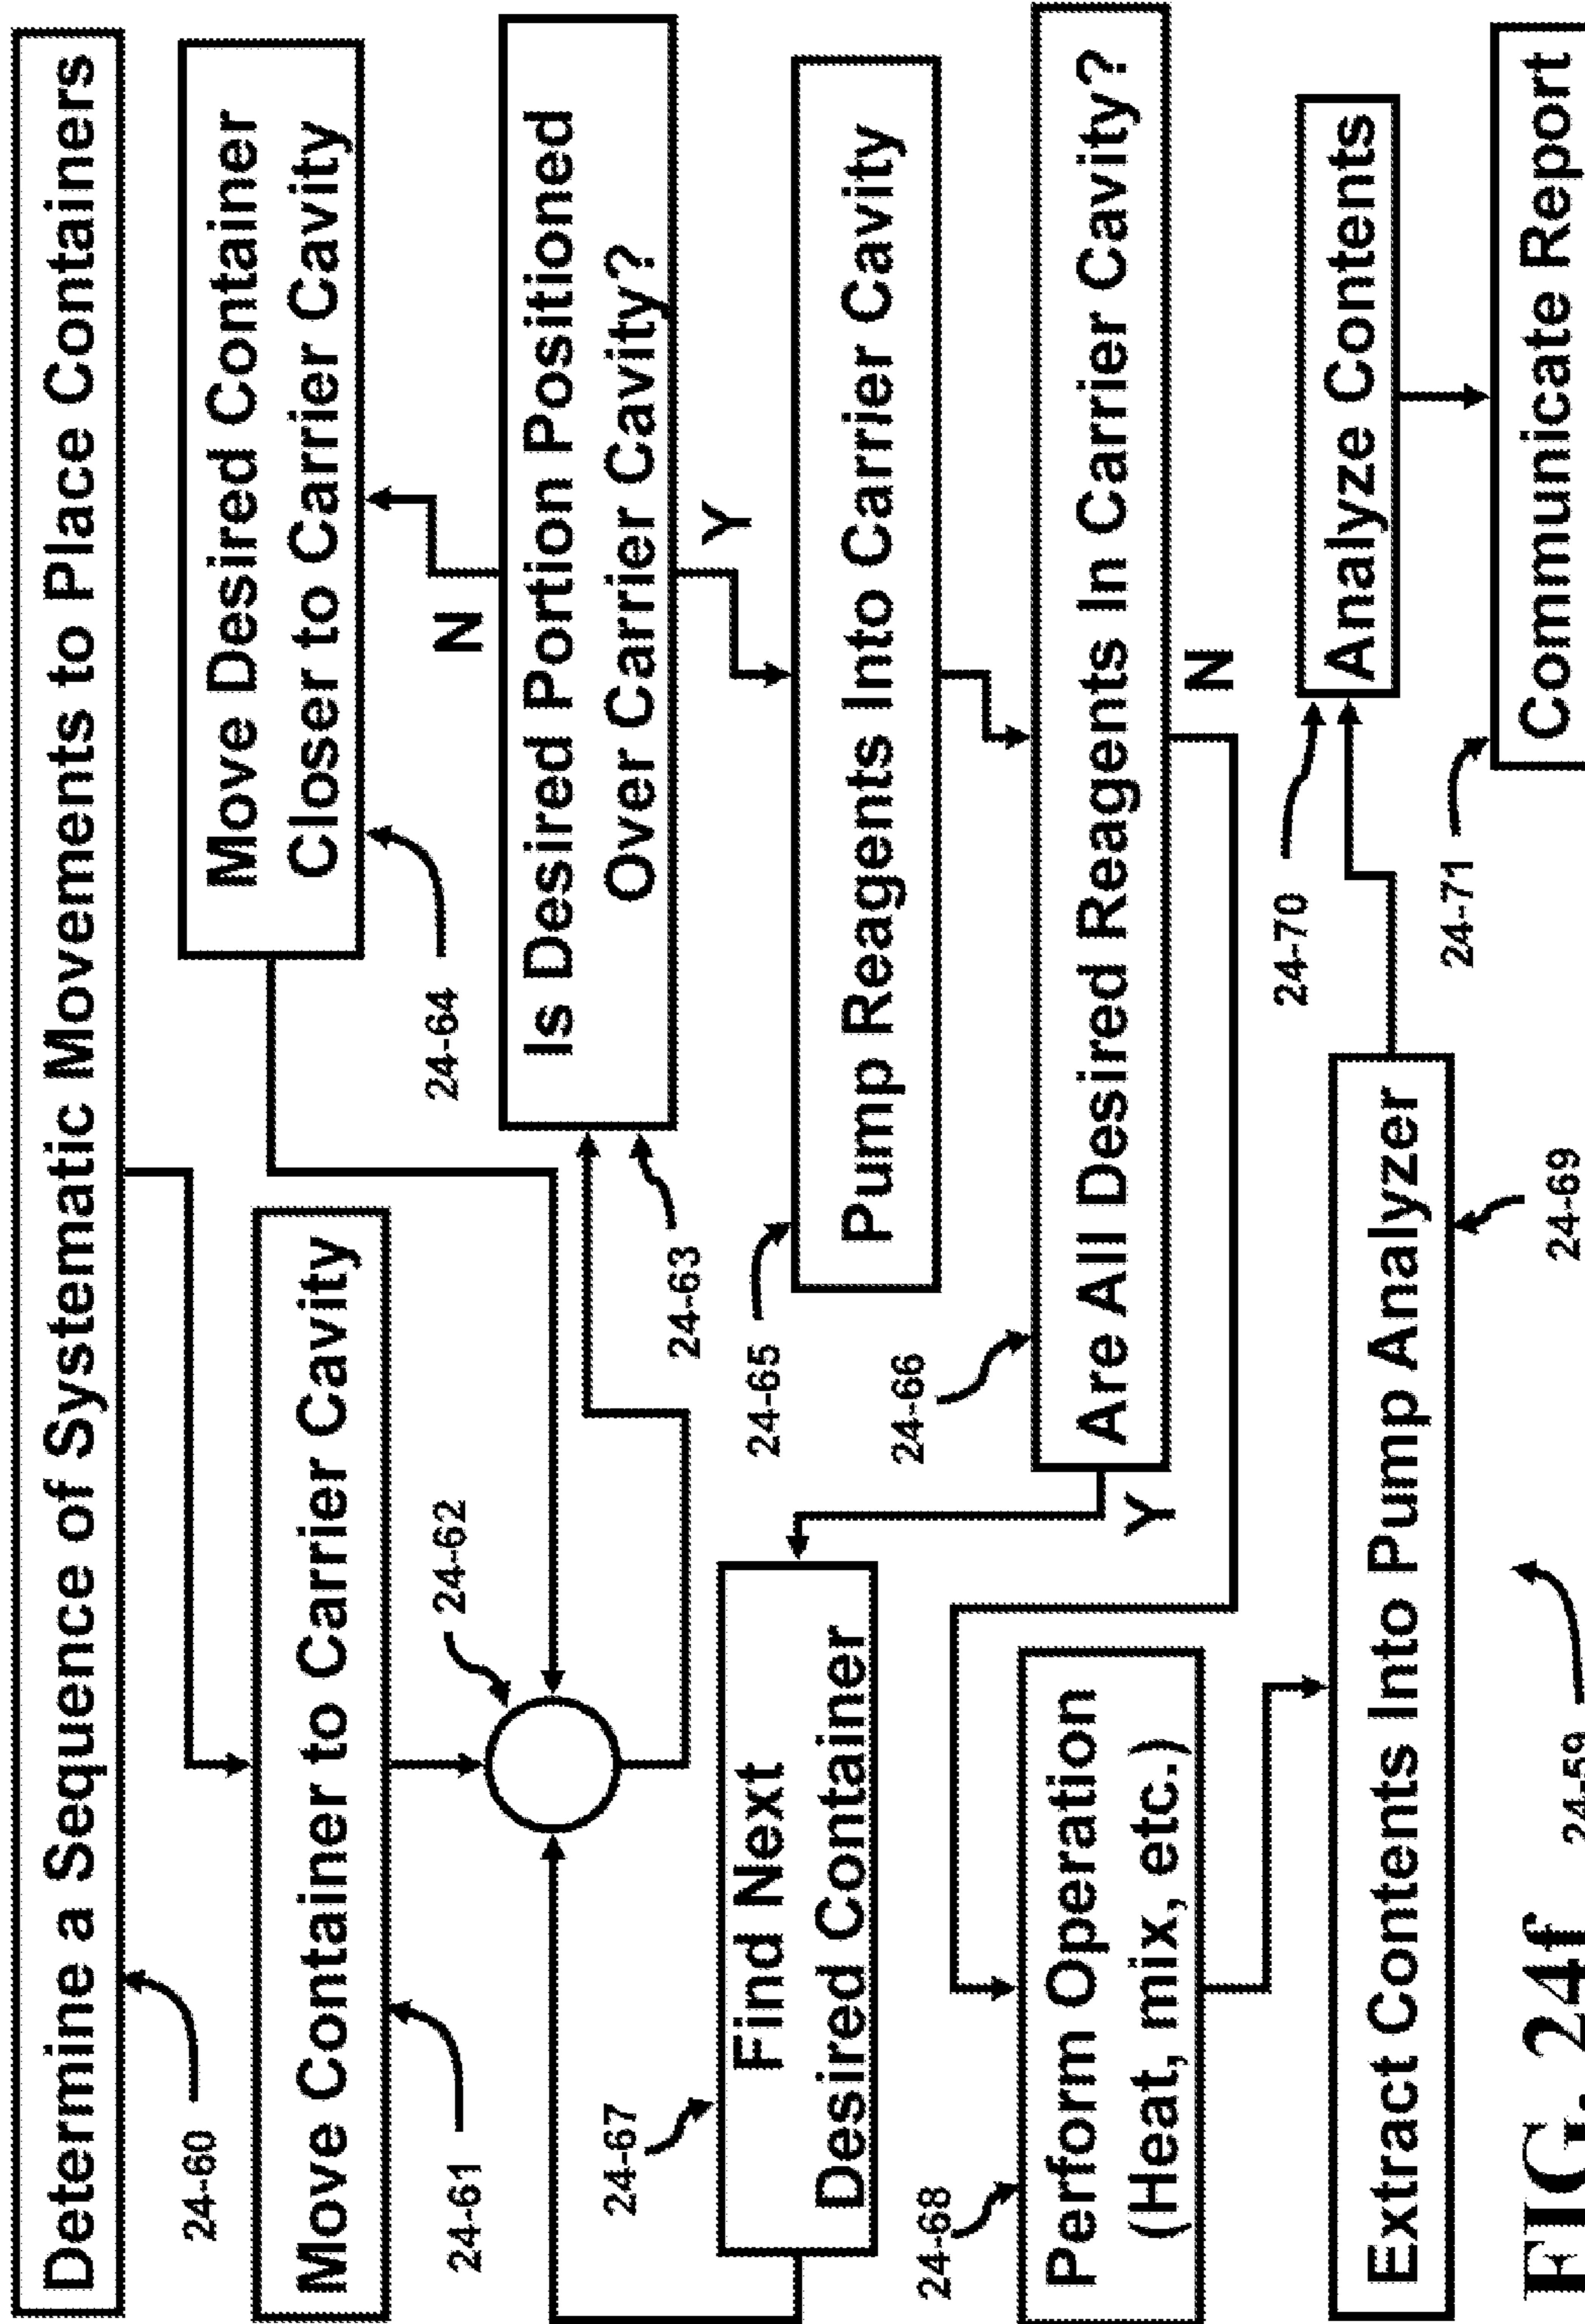 Determine a Sequence of Systematic Movements to Place Containers
24-60
Move Container to Carrier Cavity
24-61
24-62
Move Desired Container
Closer to Carrier Cavity
24-64
N
Is Desired Portion Positioned
Over Carrier Cavity?
24-63
Y
24-65
Pump Reagents Into Carrier Cavity
24-66
Are All Desired Reagents In Carrier Cavity?
Y
N
24-67
Find Next
Desired Container
24-68
Perform Operation
(Heat, mix, etc.)
Extract Contents Into Pump Analyzer
24-69
24-70
Analyze Contents
24-71
Communicate Report
FIG. 24f
24-59